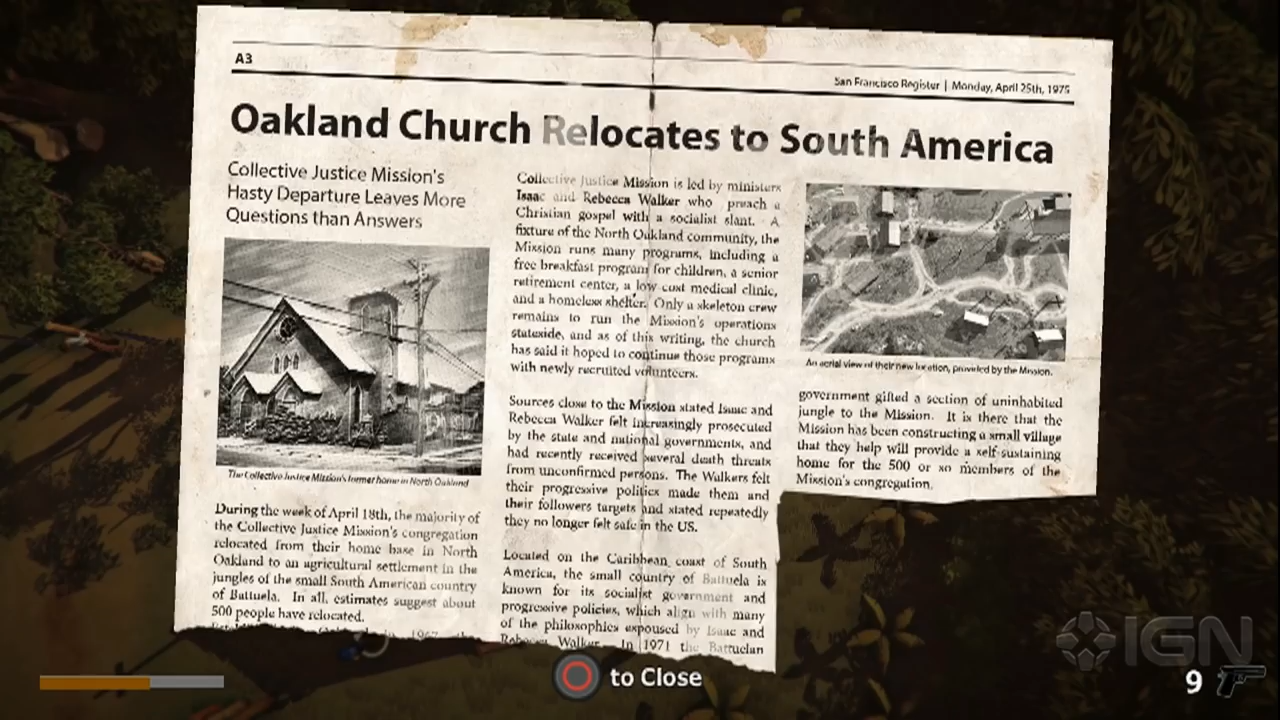 A3
San Francisco Register | Monday, April 25th, 1975
Oakland Church Relocates to South America
Collective Justice Mission's
Hasty Departure Leaves More
Questions than Answers
The Collective Justice Mission's former home in North Oakland
During the week of April 18th, the majority of
the Collective Justice Mission's congregation
relocated from their home base in North
Oakland to an agricultural settlement in the
jungles of the small South American country
of Battuela. In all, estimates suggest about
500 people have relocated.
Collective Justice Mission is led by ministers
Isaac and Rebecca Walker who preach a
Christian gospel with a socialist slant. A
fixture of the North Oakland community, the
Mission runs many programs, including a
free breakfast program for children, a senior
retirement center, a low-cost medical clinic,
and a homeless shelter. Only a skeleton crew
remains to run the Mission's operations
stateside, and as of this writing, the church
has said it hoped to continue those programs
with newly recruited volunteers.
Sources close to the Mission stated Isaac and
Rebecca Walker felt increasingly prosecuted
by the state and national governments, and
had recently received several death threats
from unconfirmed persons. The Walkers felt
their progressive politics made them and
their followers targets and stated repeatedly
they no longer felt safe in the US.
Located on the Caribbean coast of South
America, the small country of Battuela is
known for its socialist government and
progressive policies, which align with many
of the philosophies expoused by Isaac and
Rebecca Walker. In 1971 the Battuelan
An aerial view of their new location, provided by the Mission.
government gifted a section of uninhabited
jungle to the Mission. It is there that the
Mission has been constructing a small village
that they help will provide a self-sustaining
home for the 500 or so members of the
Mission's congregation.
IGN
to Close
9